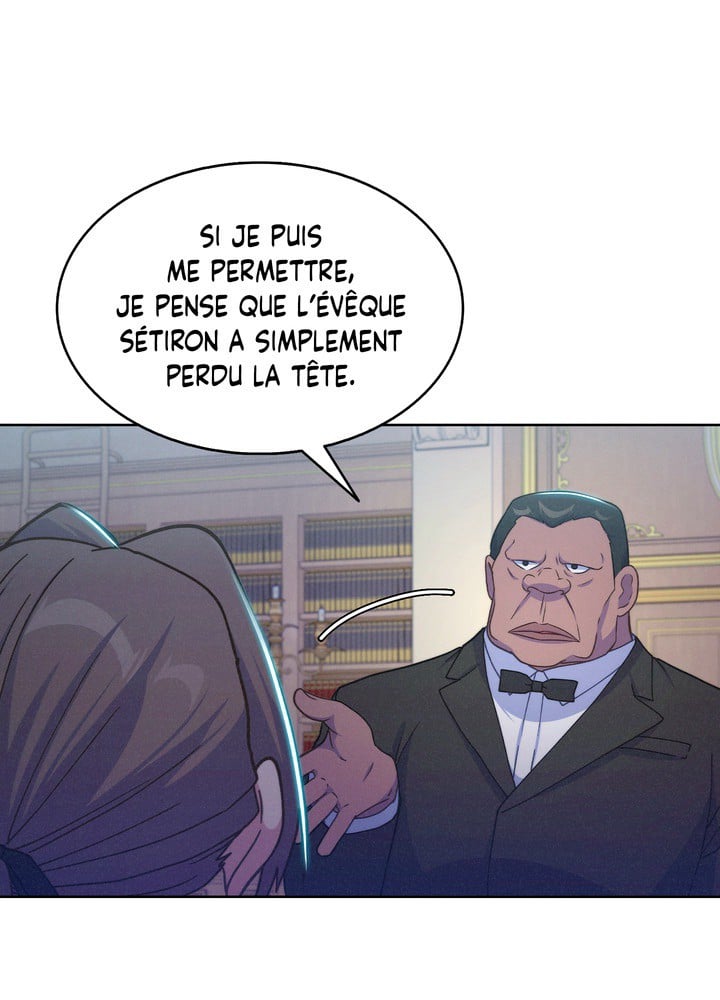 SI JE PUIS
ME PERMETTRE,
JE PENSE QUE L'ÉVÊQUE
SÉTIRON A SIMPLEMENT
PERDU LA TÊTE.